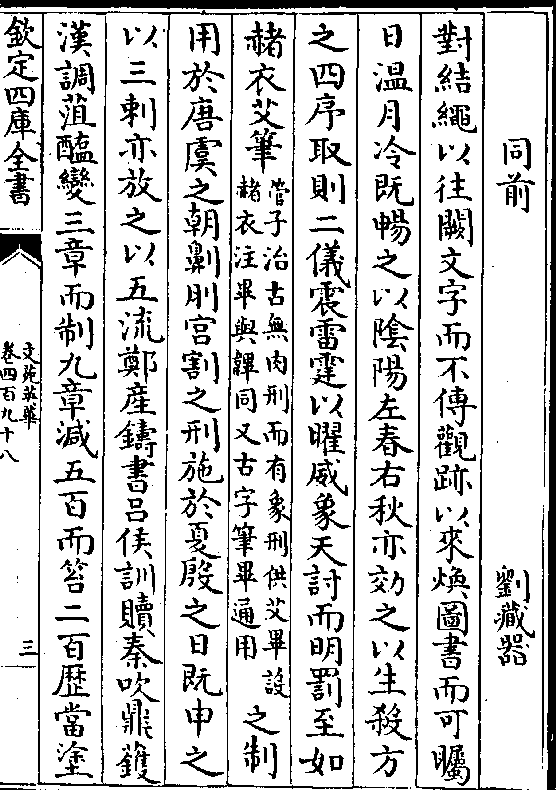 同前 劉藏器
對結繩以往闕文字而不傳觀跡以來煥圖書而可矚
日温月冷既暢之以陰陽左春右秋亦効之以生殺方
之四序取則二儀震雷霆以曜威象天討而明罰至如
赭衣艾筆
管子治古無肉刑而有象刑供艾畢設
赭衣注畢與韠同又古字筆畢通用
之制
用於唐虞之朝劓刖宫割之刑施於夏殷之日既申之
以三刺亦放之以五流鄭産鑄書吕侯訓贖秦吹鼎鑊
漢調葅醢變三章而制九章減五百而笞二百歴當塗
欽定四庫全書
文苑英華
卷四百九十八
三